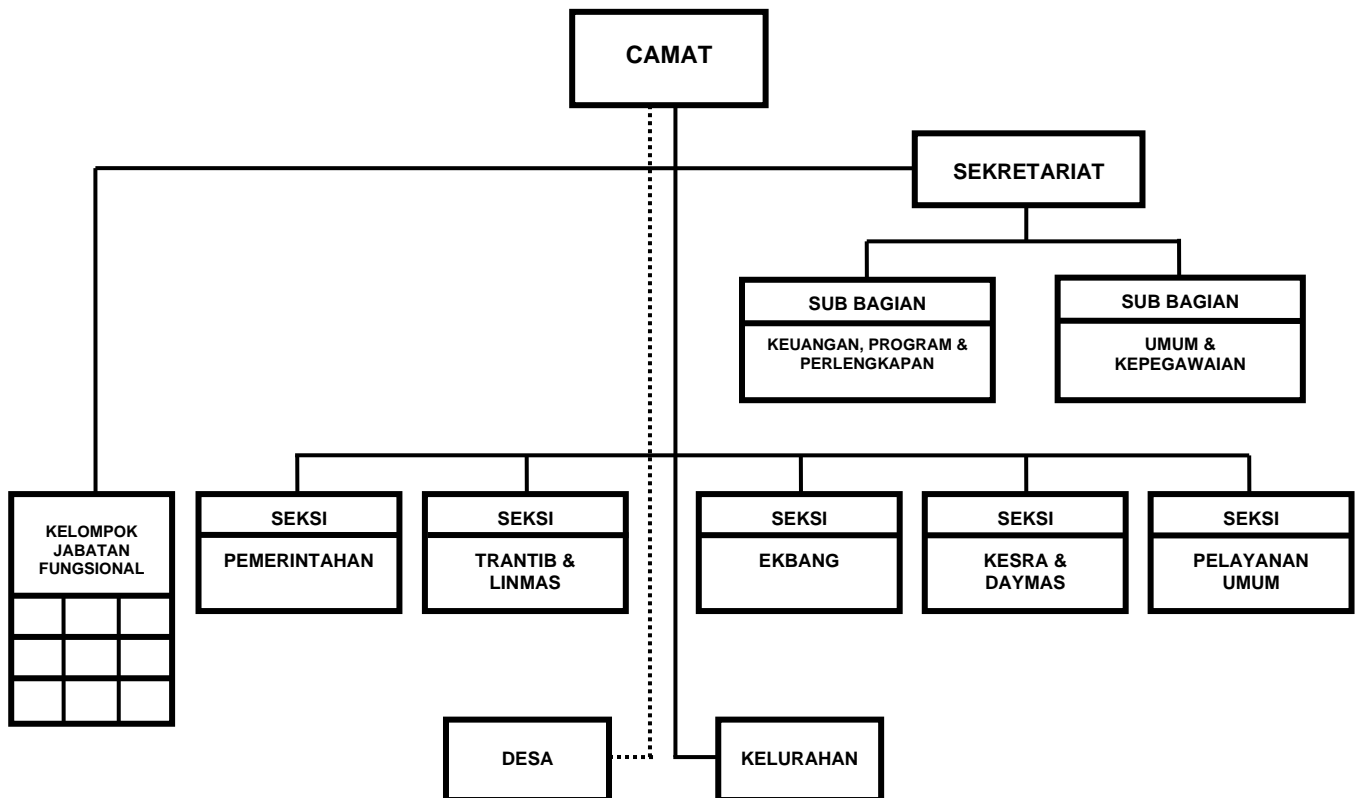 CAMAT
SEKRETARIAT
SUB BAGIAN
KEUANGAN, PROGRAM &
PERLENGKAPAN
SUB BAGIAN
UMUM &
KEPEGAWAIAN
KELOMPOK
JABATAN
FUNGSIONAL
SEKSI
PEMERINTAHAN
SEKSI
TRANTIB &
LINMAS
SEKSI
EKBANG
SEKSI
KESRA &
DAYMAS
SEKSI
PELAYANAN
UMUM
DESA
KELURAHAN